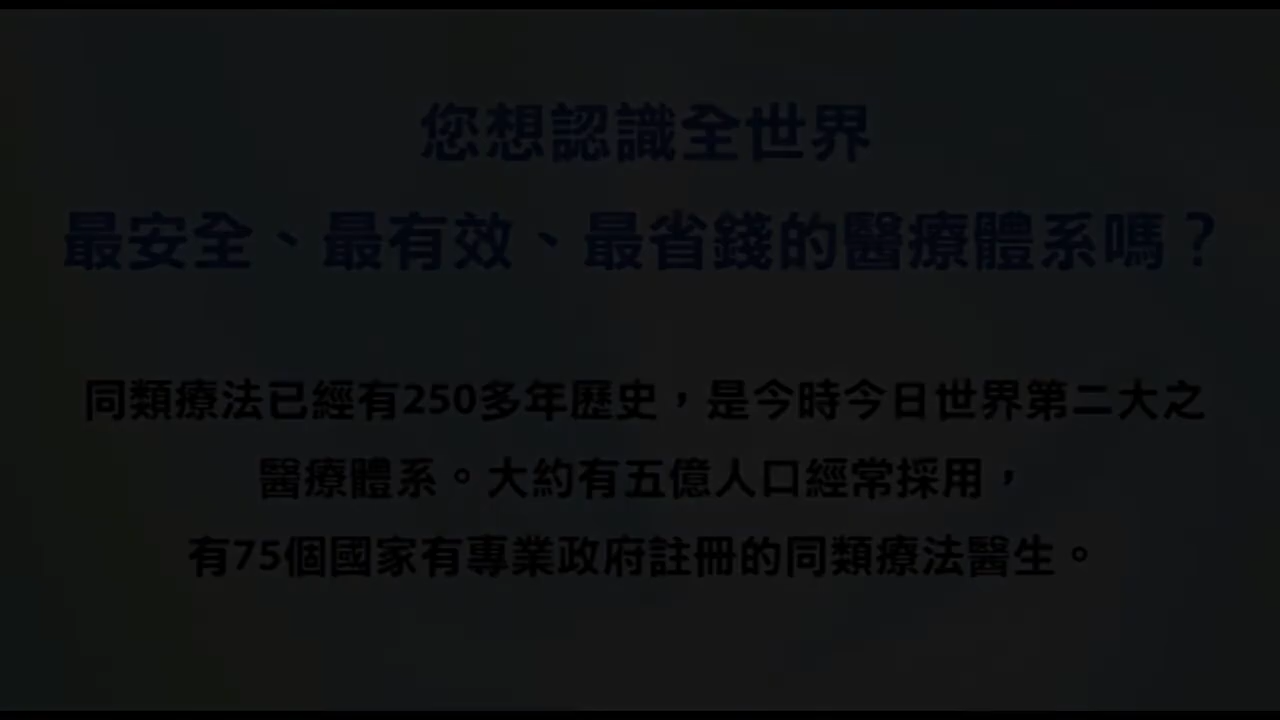 您想認識全世界
最安全、最有效、最省錢的醫療體系嗎？
同類療法已經有250多年歷史，是今時今日世界第二大之
醫療體系。大約有五億人口經常採用，
有75個國家有專業政府註冊的同類療法醫生。